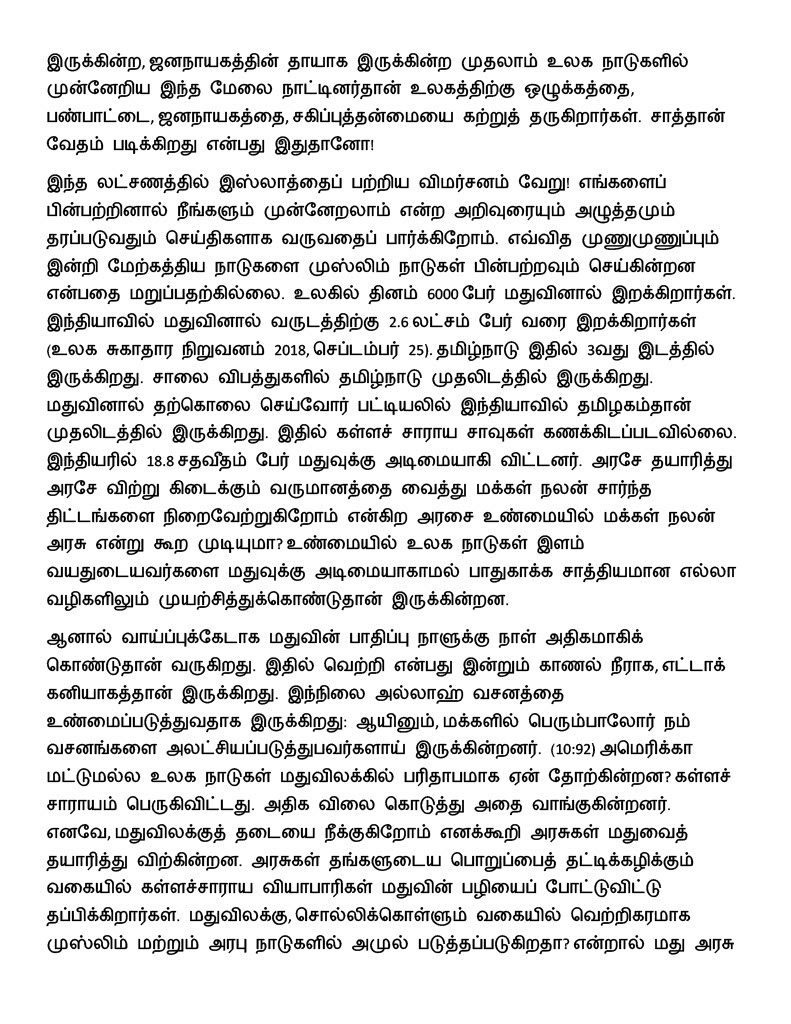 இருக்கின்ற, ஜனநாயகத்தின் தாயாக இருக்கின்ற முதலாம் உலக நாடுகளில்
முன்னேறிய இந்த மேலை நாட்டினர்தான் உலகத்திற்கு ஒழுக்கத்தை,
பண்பாட்டை, ஜனநாயகத்தை, சகிப்புத்தன்மையை கற்றுத் தருகிறார்கள். சாத்தான்
வேதம் படிக்கிறது என்பது இதுதானோ!
இந்த லட்சணத்தில் இஸ்லாத்தைப் பற்றிய விமர்சனம் வேறு! எங்களைப்
பின்பற்றினால் நீங்களும் முன்னேறலாம் என்ற அறிவுரையும் அழுத்தமும்
தரப்படுவதும் செய்திகளாக வருவதைப் பார்க்கிறோம். எவ்வித முணுமுணுப்பும்
இன்றி மேற்கத்திய நாடுகளை முஸ்லிம் நாடுகள் பின்பற்றவும் செய்கின்றன
என்பதை மறுப்பதற்கில்லை. உலகில் தினம் 6000 பேர் மதுவினால் இறக்கிறார்கள்.
இந்தியாவில் மதுவினால் வருடத்திற்கு 2.6 லட்சம் பேர் வரை இறக்கிறார்கள்
(உலக சுகாதார நிறுவனம் 2018, செப்டம்பர் 25). தமிழ்நாடு இதில் 3வது இடத்தில்
இருக்கிறது. சாலை விபத்துகளில் தமிழ்நாடு முதலிடத்தில் இருக்கிறது.
மதுவினால் தற்கொலை செய்வோர் பட்டியலில் இந்தியாவில் தமிழகம்தான்
முதலிடத்தில் இருக்கிறது. இதில் கள்ளச் சாராய சாவுகள் கணக்கிடப்படவில்லை.
இந்தியரில் 18.8 சதவீதம் பேர் மதுவுக்கு அடிமையாகி விட்டனர். அரசே தயாரித்து
அரசே விற்று கிடைக்கும் வருமானத்தை வைத்து மக்கள் நலன் சார்ந்த
திட்டங்களை நிறைவேற்றுகிறோம் என்கிற அரசை உண்மையில் மக்கள் நலன்
அரசு என்று கூற முடியுமா? உண்மையில் உலக நாடுகள் இளம்
வயதுடையவர்களை மதுவுக்கு அடிமையாகாமல் பாதுகாக்க சாத்தியமான எல்லா
வழிகளிலும் முயற்சித்துக்கொண்டுதான் இருக்கின்றன.
ஆனால் வாய்ப்புக்கேடாக மதுவின் பாதிப்பு நாளுக்கு நாள் அதிகமாகிக்
கொண்டுதான் வருகிறது. இதில் வெற்றி என்பது இன்றும் காணல் நீராக, எட்டாக்
கனியாகத்தான் இருக்கிறது. இந்நிலை அல்லாஹ் வசனத்தை
உண்மைப்படுத்துவதாக இருக்கிறது: ஆயினும், மக்களில் பெரும்பாலோர் நம்
வசனங்களை அலட்சியப்படுத்துபவர்களாய் இருக்கின்றனர். (10:92) அமெரிக்கா
மட்டுமல்ல உலக நாடுகள் மதுவிலக்கில் பரிதாபமாக ஏன் தோற்கின்றன? கள்ளச்
சாராயம் பெருகிவிட்டது. அதிக விலை கொடுத்து அதை வாங்குகின்றனர்.
எனவே, மதுவிலக்குத் தடையை நீக்குகிறோம் எனக்கூறி அரசுகள் மதுவைத்
தயாரித்து விற்கின்றன. அரசுகள் தங்களுடைய பொறுப்பைத் தட்டிக்கழிக்கும்
வகையில் கள்ளச்சாராய வியாபாரிகள் மதுவின் பழியைப் போட்டுவிட்டு
தப்பிக்கிறார்கள். மதுவிலக்கு, சொல்லிக்கொள்ளும் வகையில் வெற்றிகரமாக
முஸ்லிம் மற்றும் அரபு நாடுகளில் அமுல் படுத்தப்படுகிறதா? என்றால் மது அரசு